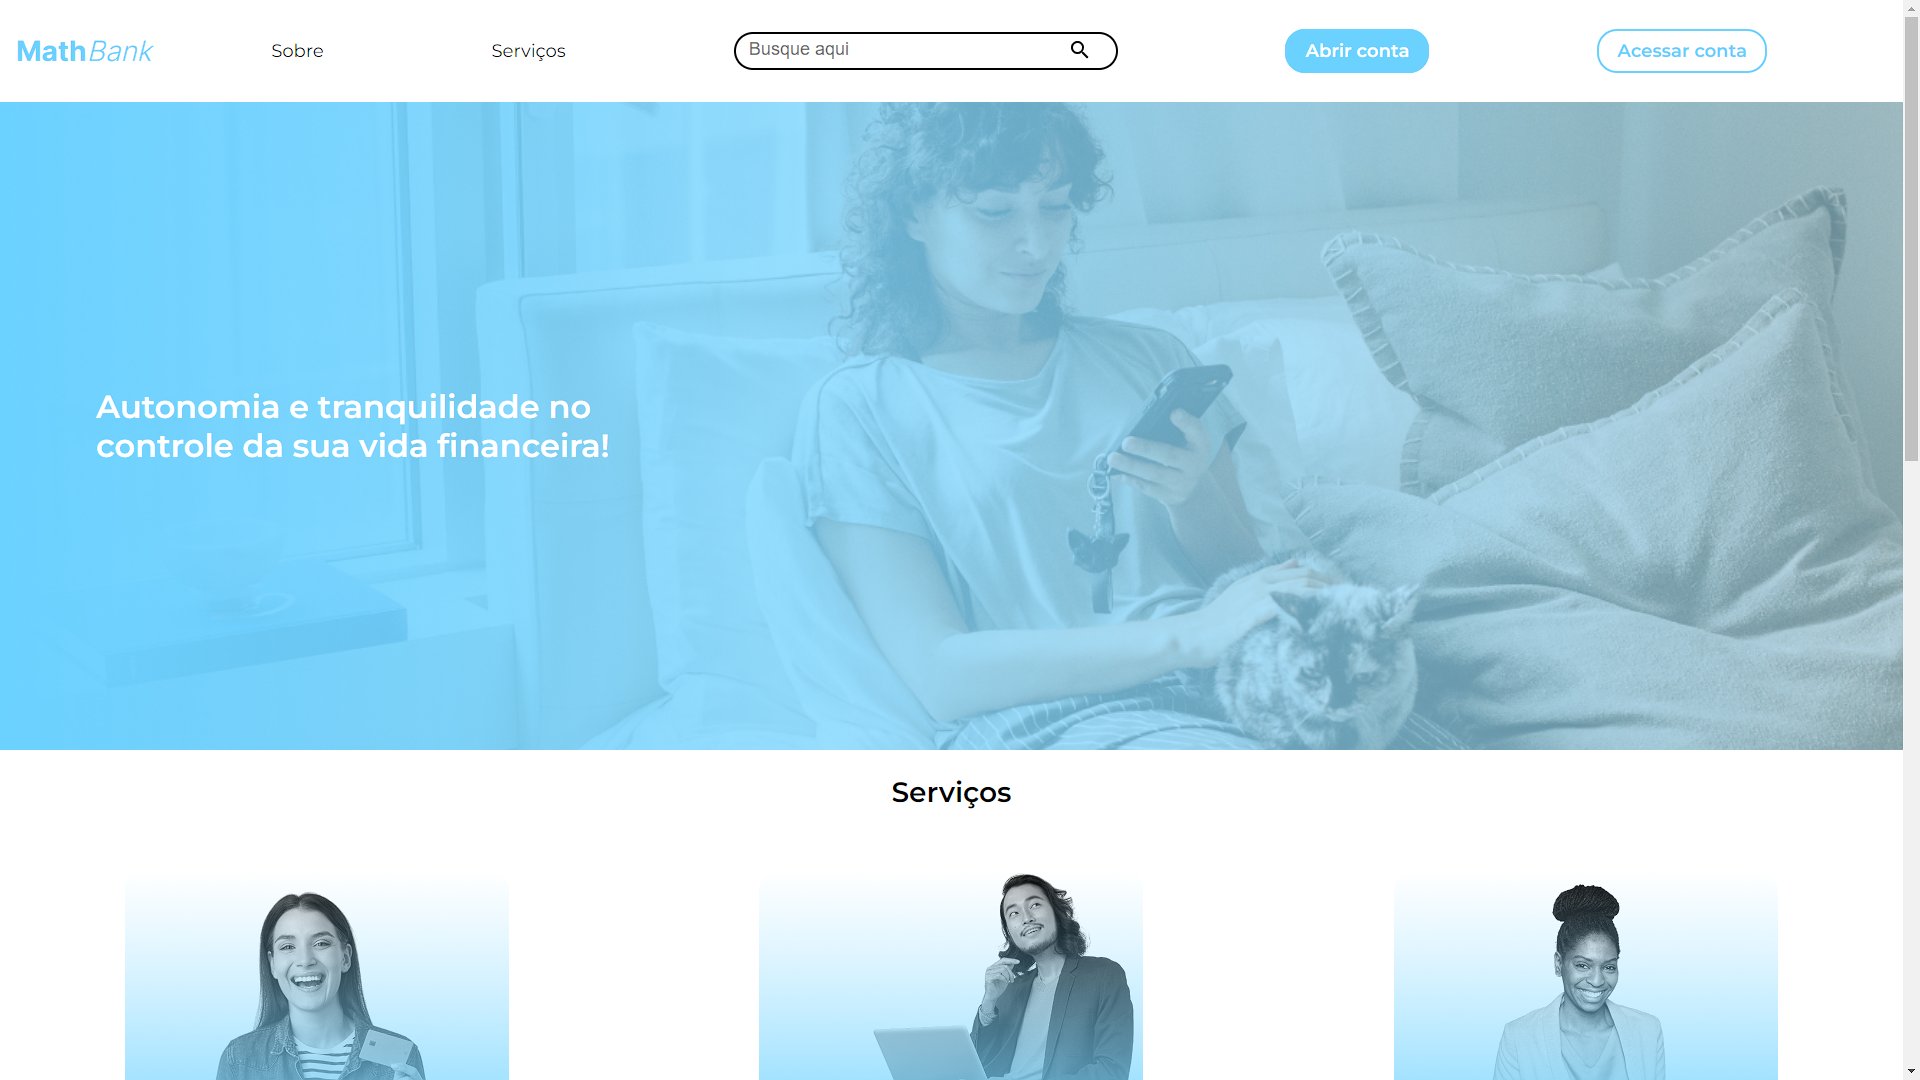 MathBank
Sobre
Serviços
Busque aqui
Abrir conta
Acessar conta
Autonomia e tranquilidade no
controle da sua vida financeira!
Serviços